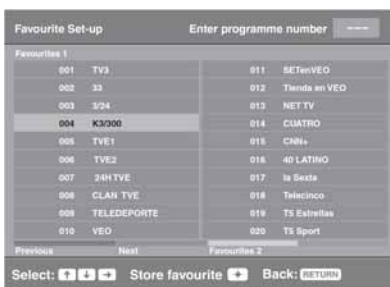 Favourite Set-up Enter programme number ---
Favourites 1
001 TV3
002 33
003 3/24
004 K3/300
005 TVE1
006 TVE2
007 24H TVE
008 CLAN TVE
009 TELEDEPORTE
010 VEO
011 SETenVEO
012 Tienda en VEO
013 NET TV
014 CUATRO
015 CNN+
016 40 LATINO
017 la Sexta
018 Telecinco
019 T5 Estrellas
020 T5 Sport
Previous Next Favourites 2
Select: Store favourite Back: RETURN